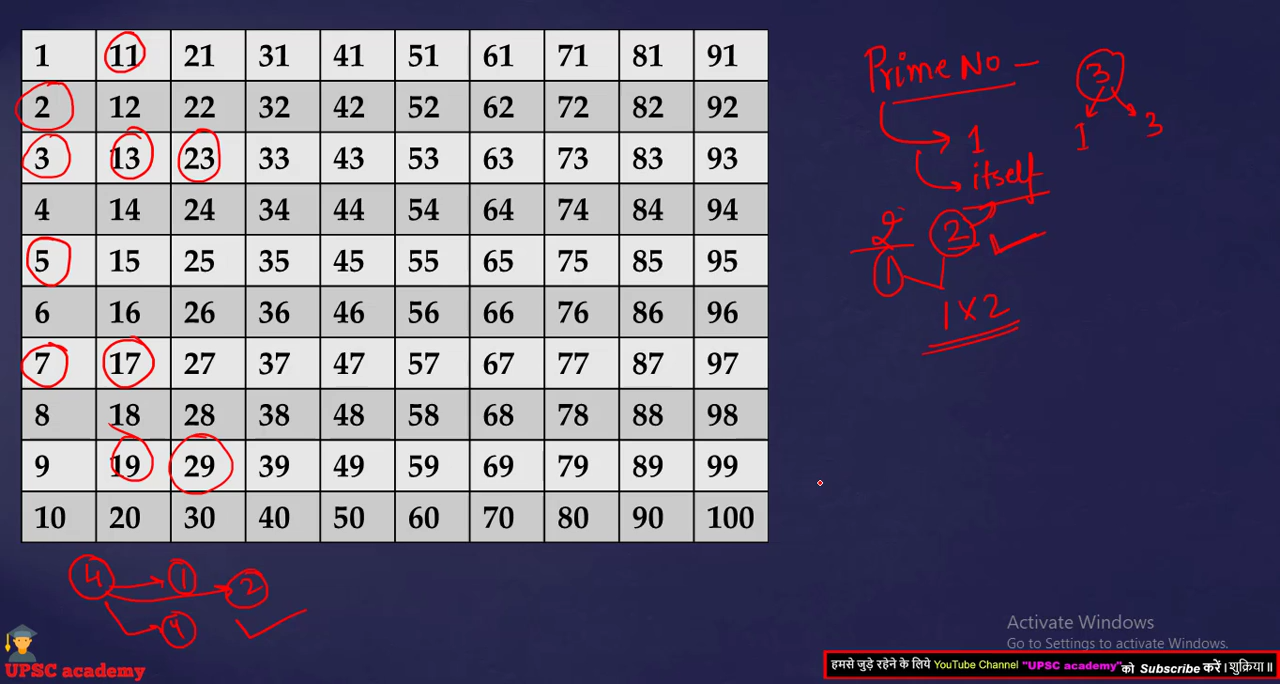 1 11 21 31 41 51 61 71 81 91
2 12 22 32 42 52 62 72 82 92
3 13 23 33 43 53 63 73 83 93
4 14 24 34 44 54 64 74 84 94
5 15 25 35 45 55 65 75 85 95
6 16 26 36 46 56 66 76 86 96
7 17 27 37 47 57 67 77 87 97
8 18 28 38 48 58 68 78 88 98
9 19 29 39 49 59 69 79 89 99
10 20 30 40 50 60 70 80 90 100
Prime No – 3
1 3
1
itself
2 2
1
1 X 2
4 1 2
4
UPSC academy
Activate Windows
Go to Settings to activate Windows.
हमसे जुड़े रहेने के लिये YouTube Channel "UPSC academy" को Subscribe करें । शुक्रिया ॥